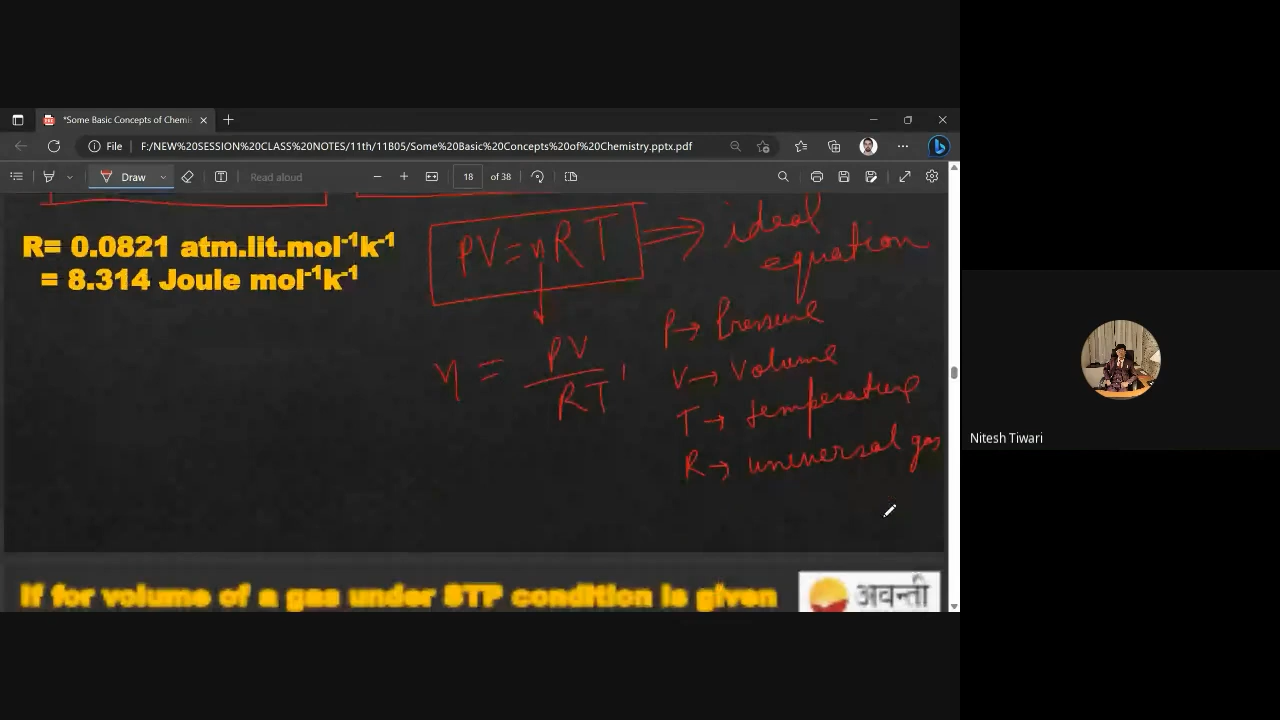 *Some Basic Concepts of Chemis
File F:/NEW%20SESSION%20CLASS%20NOTES/11th/11B05/Some%20Basic%20Concepts%20of%20Chemistry.pptx.pdf
Draw Read aloud 18 of 38
R= 0.0821 atm.lit.mol⁻¹k⁻¹
= 8.314 Joule mol⁻¹k⁻¹
PV=nRT ⇒ ideal
equation
n = PV/RT
P → Pressure
V → Volume
T → temperature
R → universal gas
Nitesh Tiwari
If for volume of a gas under STP condition is given
अवन्ती